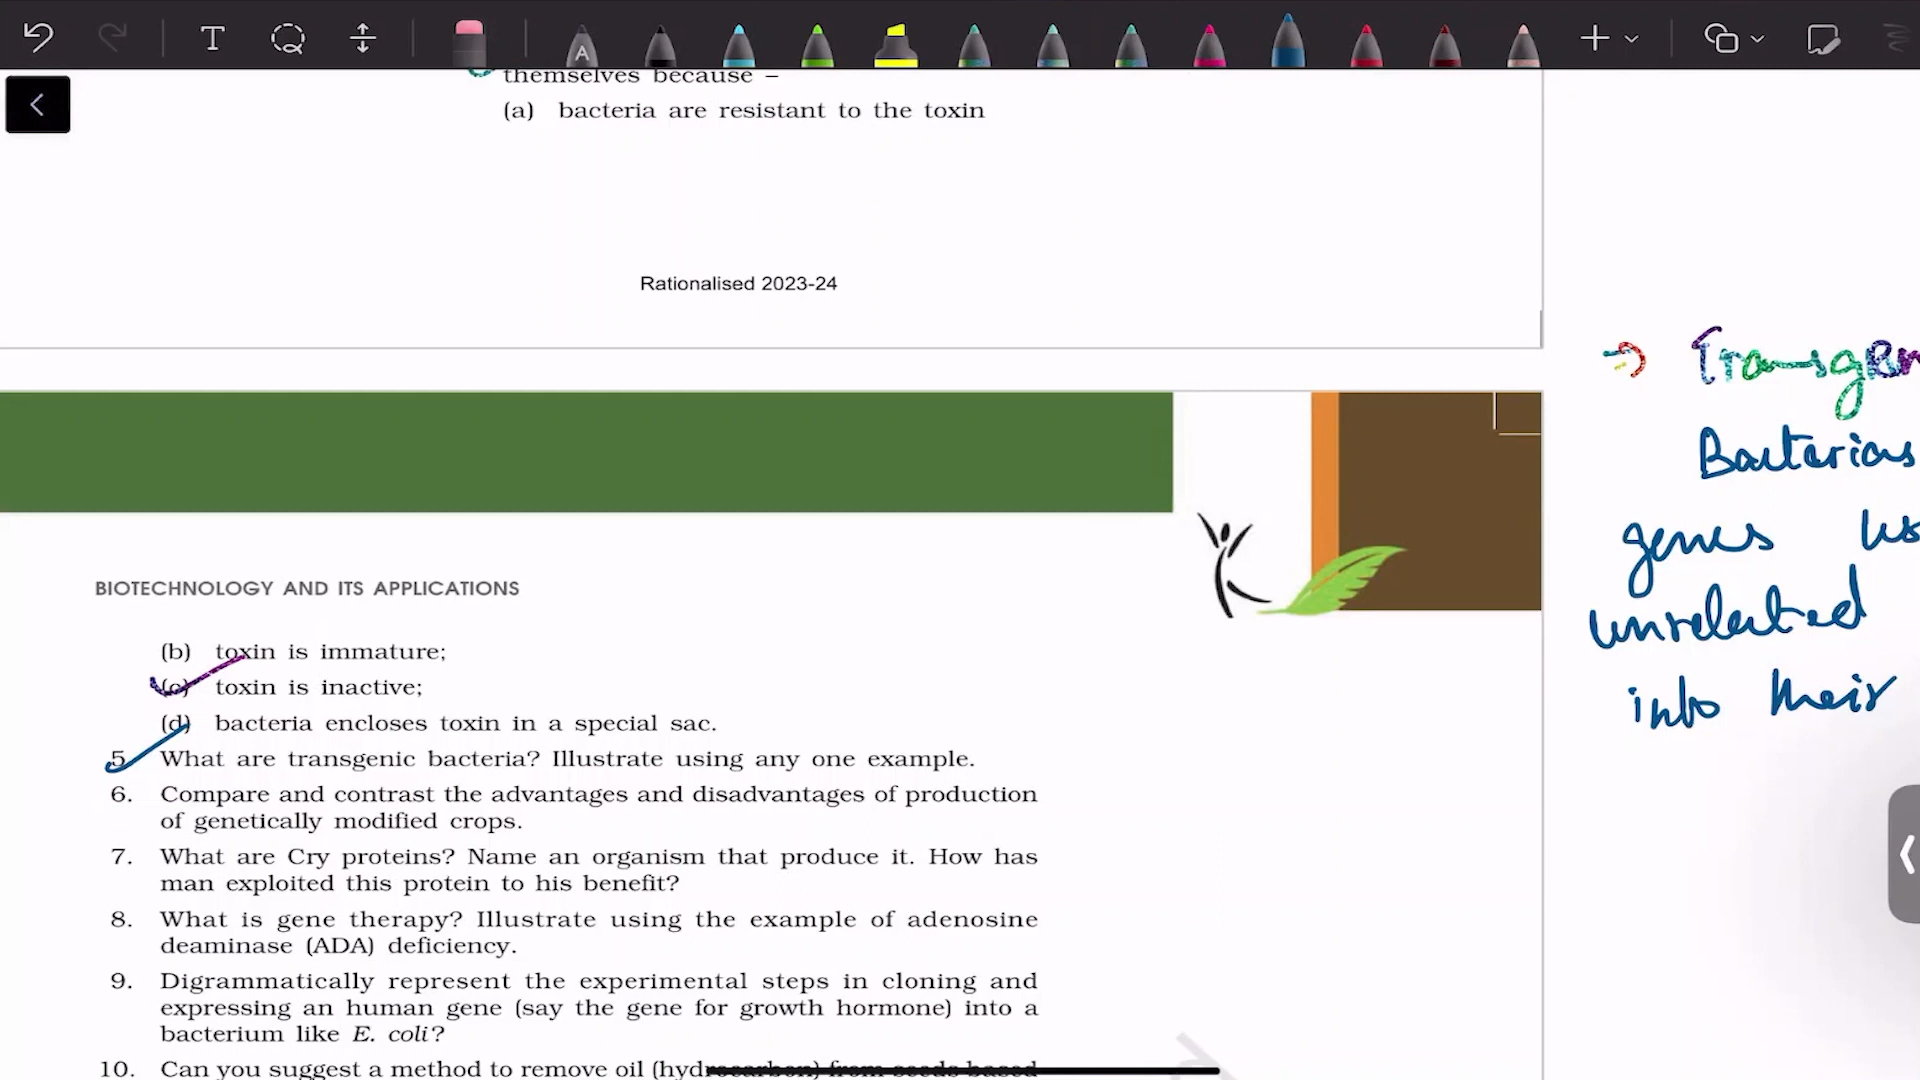 T
A
themselves because –
(a) bacteria are resistant to the toxin
Rationalised 2023-24
BIOTECHNOLOGY AND ITS APPLICATIONS
(b) toxin is immature;
(c) toxin is inactive;
(d) bacteria encloses toxin in a special sac.
5. What are transgenic bacteria? Illustrate using any one example.
6. Compare and contrast the advantages and disadvantages of production
of genetically modified crops.
7. What are Cry proteins? Name an organism that produce it. How has
man exploited this protein to his benefit?
8. What is gene therapy? Illustrate using the example of adenosine
deaminase (ADA) deficiency.
9. Digrammatically represent the experimental steps in cloning and
expressing an human gene (say the gene for growth hormone) into a
bacterium like E. coli?
10. Can you suggest a method to remove oil (hydrocarbon) from seeds based
genes
unrelated
into their